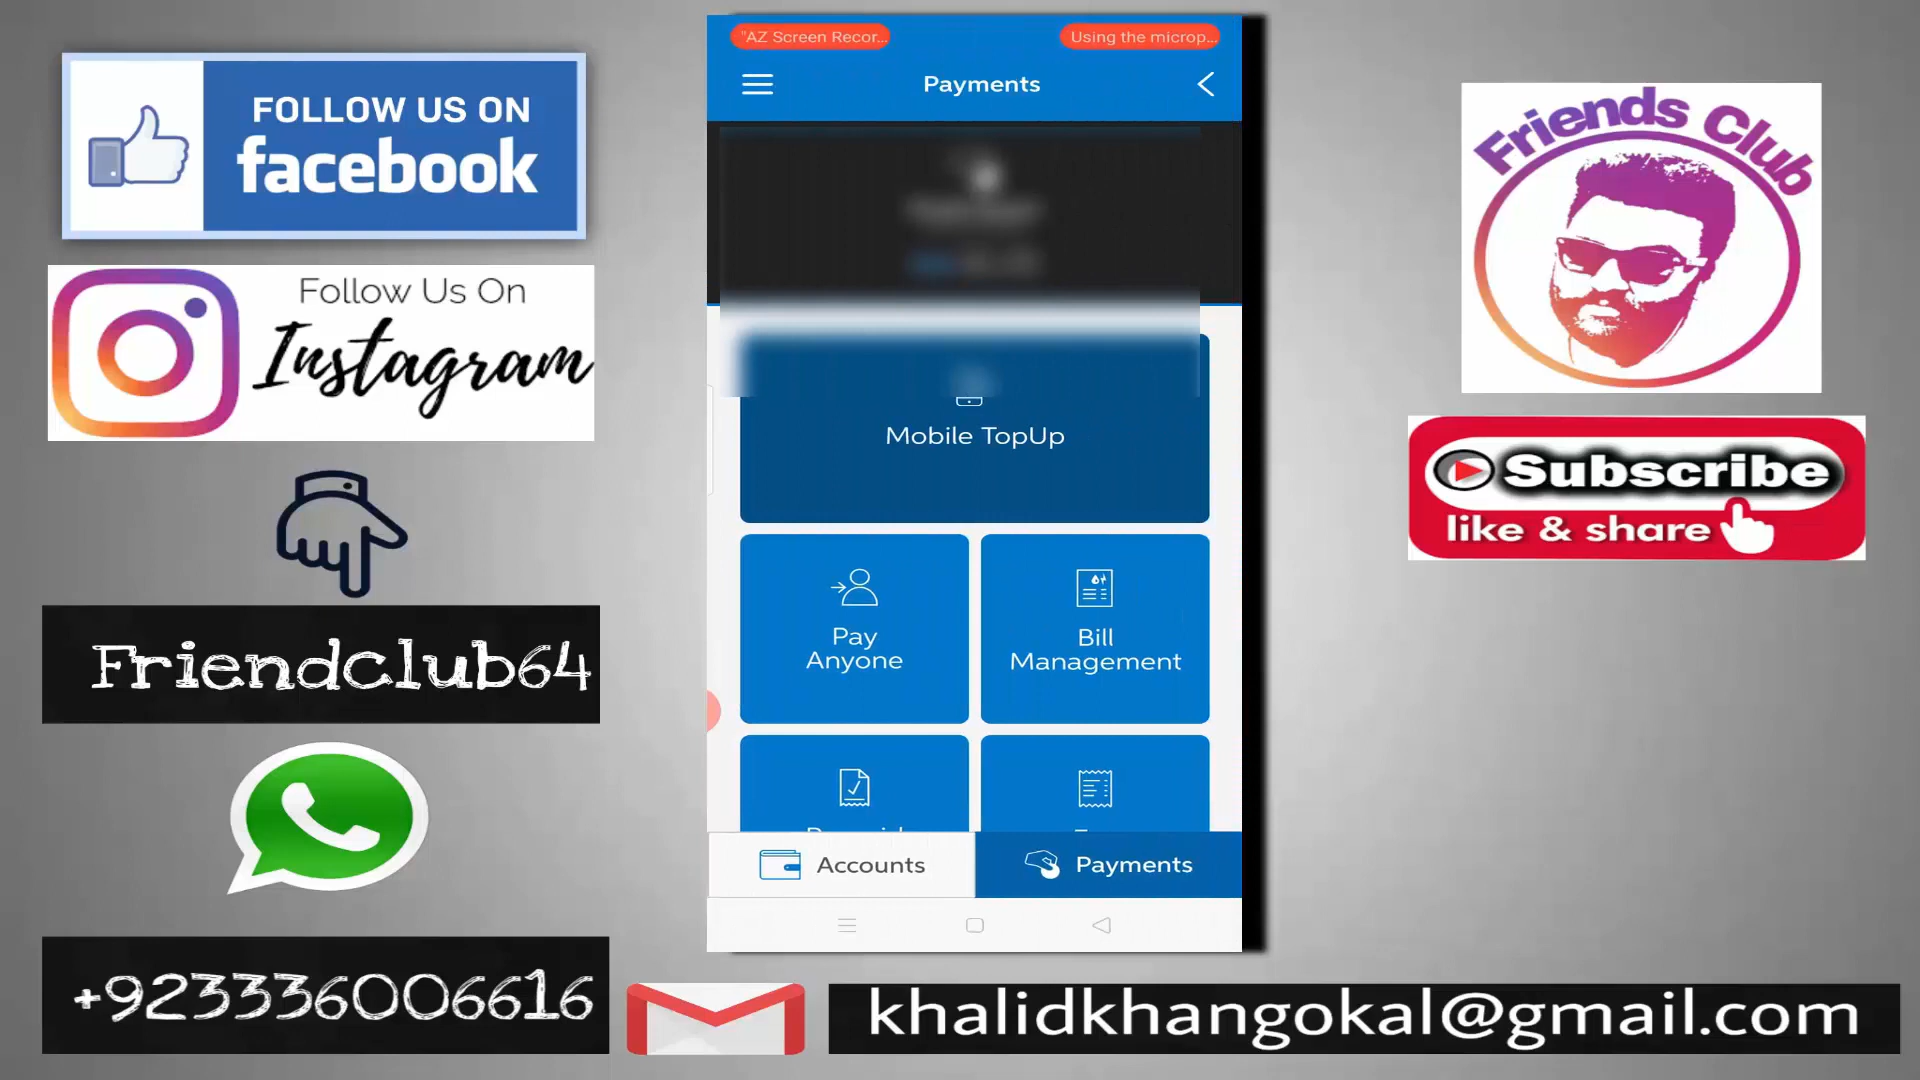 FOLLOW US ON
facebook
Follow Us On
Instagram
Friendclub64
+923336006616
"AZ Screen Recor...
Using the microp...
Payments
Mobile TopUp
Pay
Anyone
Bill
Management
Accounts
Payments
Friends Club
Subscribe
like & share
khalidkhangokal@gmail.com